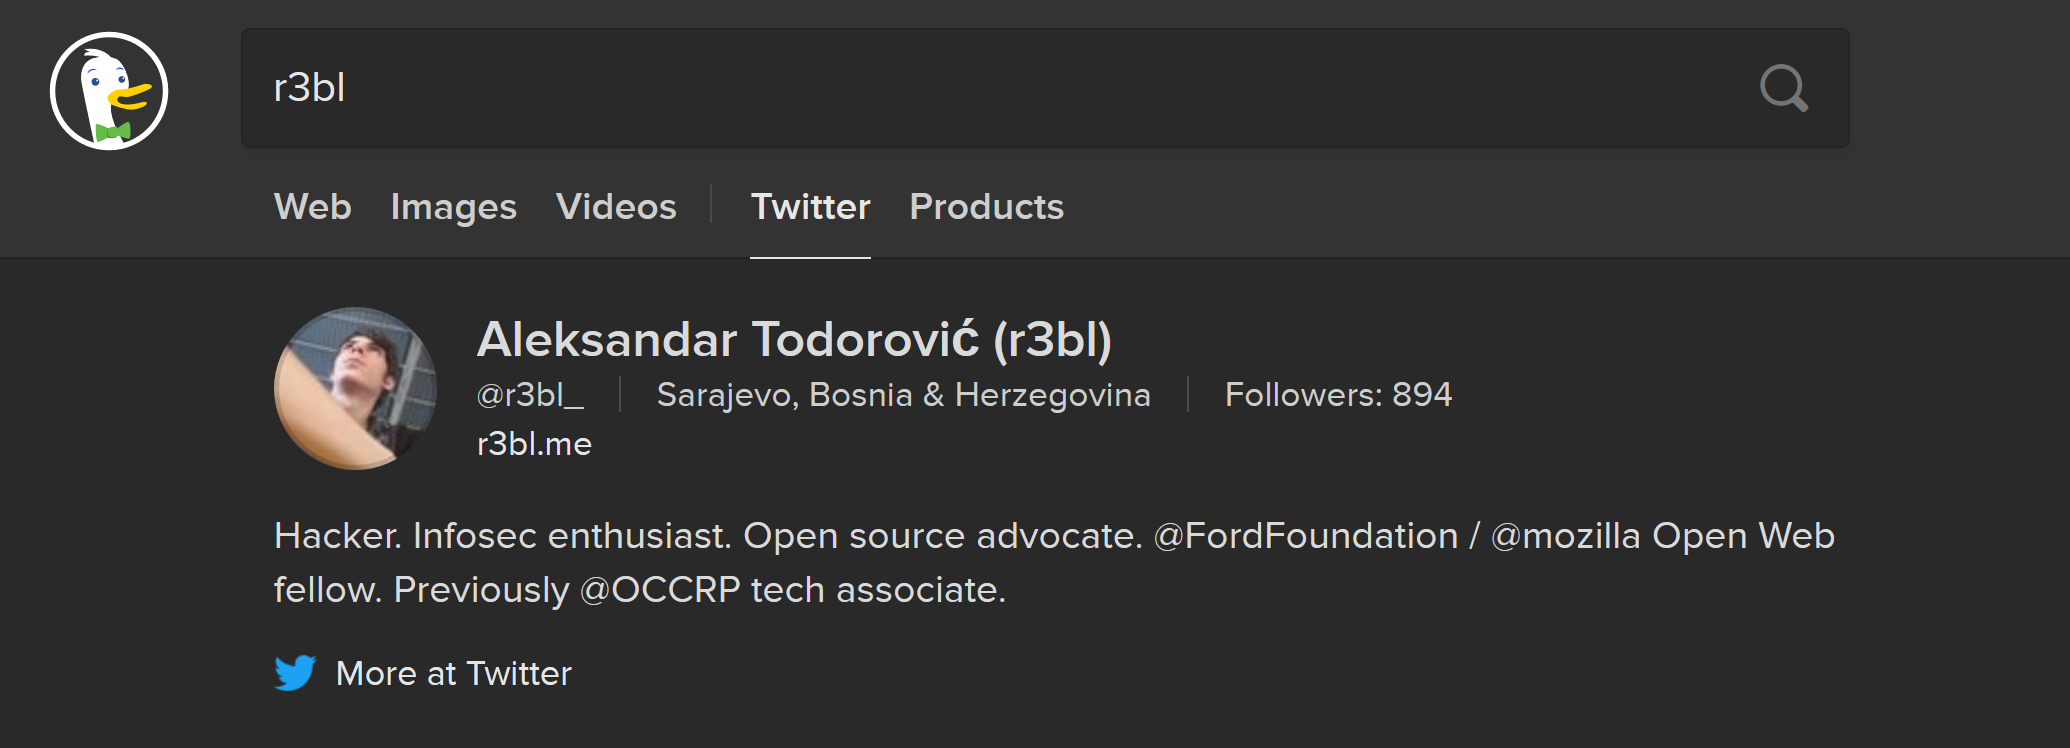 r3bl
Web Images Videos Twitter Products
Aleksandar Todorović (r3bl)
@r3bl_ Sarajevo, Bosnia & Herzegovina Followers: 894
r3bl.me
Hacker. Infosec enthusiast. Open source advocate. @FordFoundation / @mozilla Open Web
fellow. Previously @OCCRP tech associate.
More at Twitter